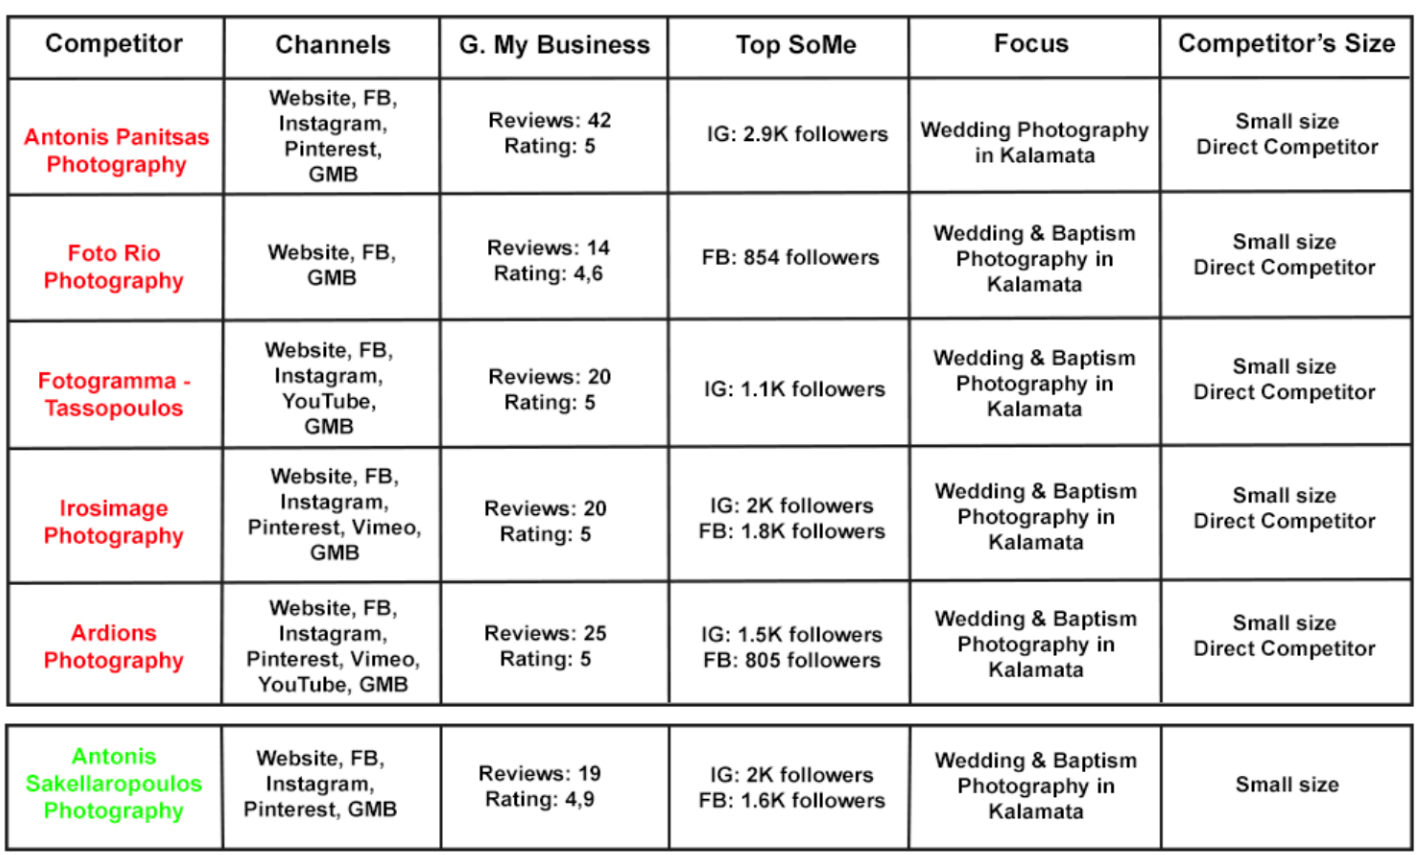 Competitor
Channels
G. My Business
Top SoMe
Focus
Competitor's Size
Antonis Panitsas
Photography
Website, FB,
Instagram,
Pinterest,
GMB
Reviews: 42
Rating: 5
IG: 2.9K followers
Wedding Photography
in Kalamata
Small size
Direct Competitor
Foto Rio
Photography
Website, FB,
GMB
Reviews: 14
Rating: 4,6
FB: 854 followers
Wedding & Baptism
Photography in
Kalamata
Small size
Direct Competitor
Fotogramma -
Tassopoulos
Website, FB,
Instagram,
YouTube,
GMB
Reviews: 20
Rating: 5
IG: 1.1K followers
Wedding & Baptism
Photography in
Kalamata
Small size
Direct Competitor
Irosimage
Photography
Website, FB,
Instagram,
Pinterest, Vimeo,
GMB
Reviews: 20
Rating: 5
IG: 2K followers
FB: 1.8K followers
Wedding & Baptism
Photography in
Kalamata
Small size
Direct Competitor
Ardions
Photography
Website, FB,
Instagram,
Pinterest, Vimeo,
YouTube, GMB
Reviews: 25
Rating: 5
IG: 1.5K followers
FB: 805 followers
Wedding & Baptism
Photography in
Kalamata
Small size
Direct Competitor
Antonis
Sakellaropoulos
Photography
Website, FB,
Instagram,
Pinterest, GMB
Reviews: 19
Rating: 4,9
IG: 2K followers
FB: 1.6K followers
Wedding & Baptism
Photography in
Kalamata
Small size